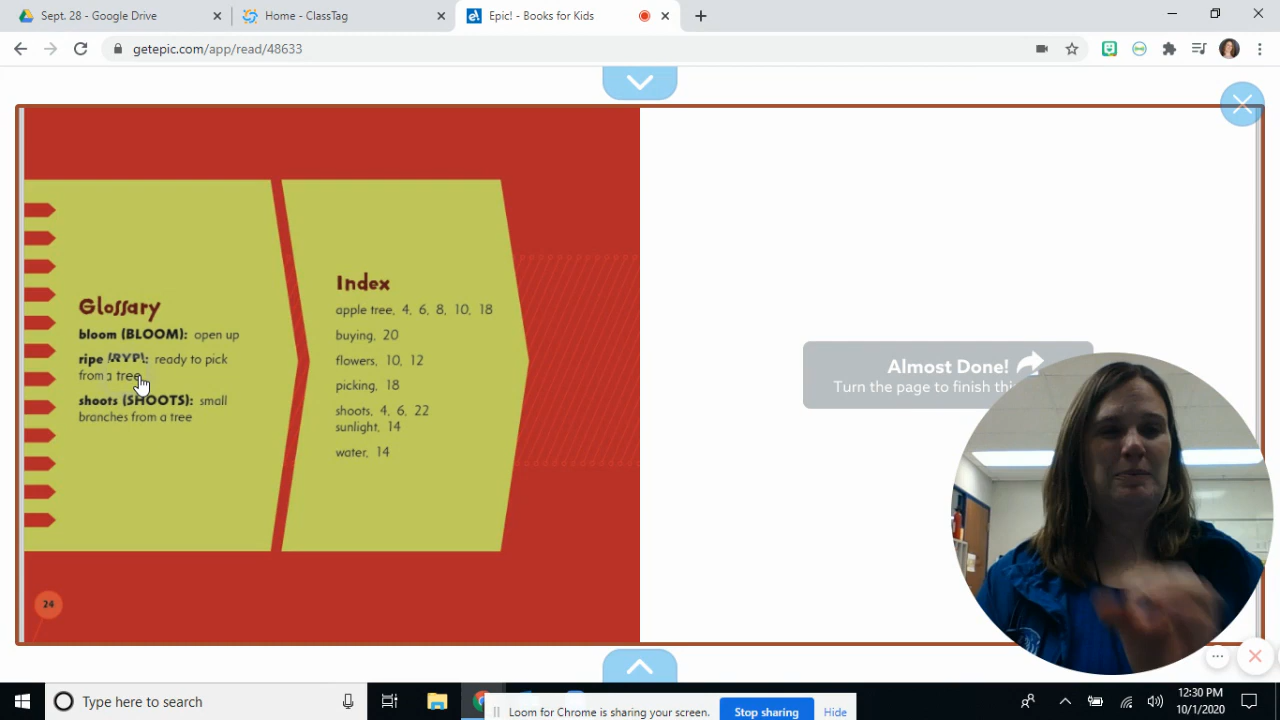 Sept. 28 - Google Drive
Home - ClassTag
Epic! - Books for Kids
getepic.com/app/read/48633
Glossary
bloom (BLOOM): open up
ripe (RYP): ready to pick
from a tree
shoots (SHOOTS): small
branches from a tree
24
Index
apple tree, 4, 6, 8, 10, 18
buying, 20
flowers, 10, 12
picking, 18
shoots, 4, 6, 22
sunlight, 14
water, 14
Almost Done!
Turn the page to finish
Type here to search
Loom for Chrome is sharing your screen.
Stop sharing
Hide
12:30 PM
10/1/2020